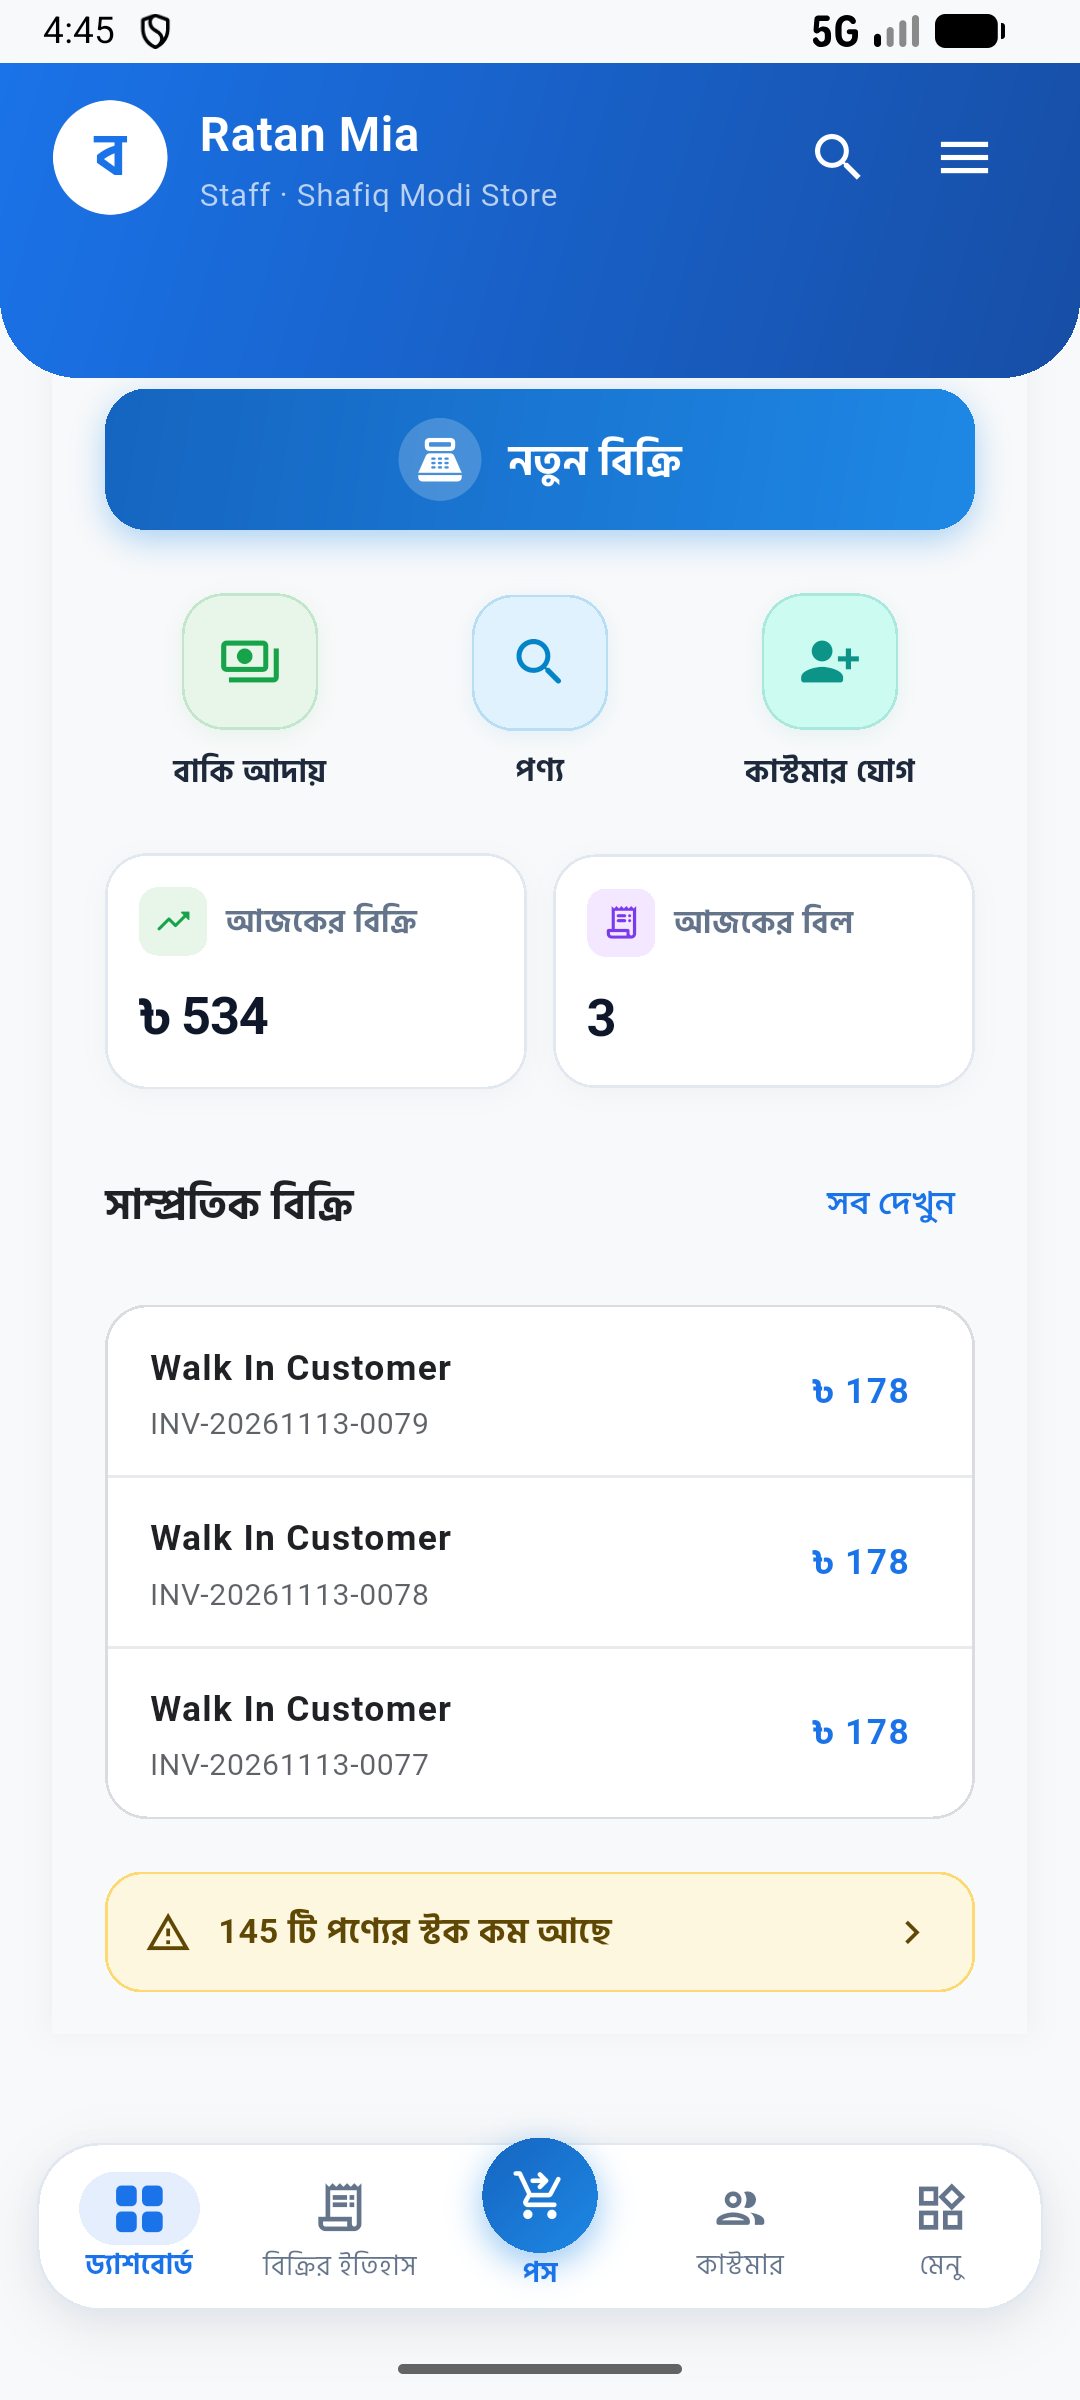 4:45
5G
ব
Ratan Mia
Staff · Shafiq Modi Store
নতুন বিক্রি
বাকি আদায়
পণ্য
কাস্টমার যোগ
আজকের বিক্রি
৳ 534
আজকের বিল
3
সাম্প্রতিক বিক্রি
সব দেখুন
Walk In Customer
INV-20261113-0079
৳ 178
Walk In Customer
INV-20261113-0078
৳ 178
Walk In Customer
INV-20261113-0077
৳ 178
145 টি পণ্যের স্টক কম আছে
ড্যাশবোর্ড
বিক্রির ইতিহাস
পস
কাস্টমার
মেনু